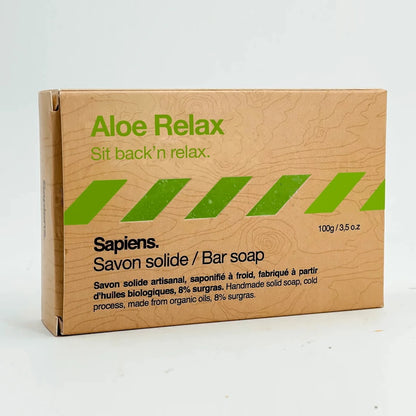 Aloe Relax
Sit back'n relax.
100g / 3,5 o.z
Sapiens.
Savon solide / Bar soap
Savon solide artisanal, saponifié à froid, fabriqué à partir
d'huiles biologiques, 8% surgras. Handmade solid soap, cold
process, made from organic oils, 8% surgras.